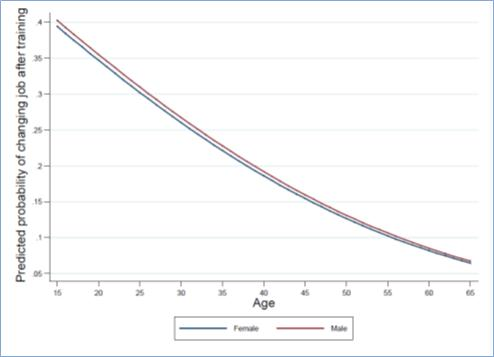 Predicted probability of changing job after training
.4
.35
.3
.25
.2
.15
.1
.05
15 20 25 30 35 40 45 50 55 60 65
Age
Female Male